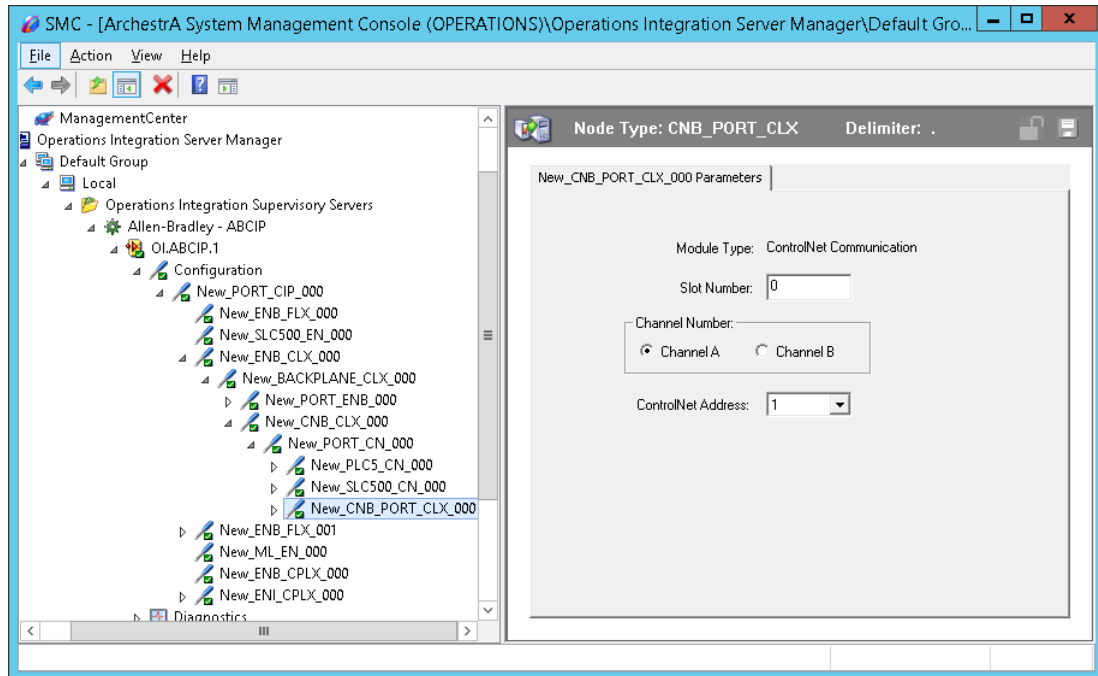 SMC - [ArchestrA System Management Console (OPERATIONS)\Operations Integration Server Manager\Default Gro...
File Action View Help
ManagementCenter
Operations Integration Server Manager
Default Group
Local
Operations Integration Supervisory Servers
Allen-Bradley - ABCIP
OI.ABCIP.1
Configuration
New_PORT_CIP_000
New_ENB_FLX_000
New_SLC500_EN_000
New_ENB_CLX_000
New_BACKPLANE_CLX_000
New_PORT_ENB_000
New_CNB_CLX_000
New_PORT_CN_000
New_PLC5_CN_000
New_SLC500_CN_000
New_CNB_PORT_CLX_000
New_ENB_FLX_001
New_ML_EN_000
New_ENB_CPLX_000
New_ENI_CPLX_000
Diagnostics
Node Type: CNB_PORT_CLX Delimiter: .
New_CNB_PORT_CLX_000 Parameters
Module Type: ControlNet Communication
Slot Number: 0
Channel Number:
Channel A Channel B
ControlNet Address: 1